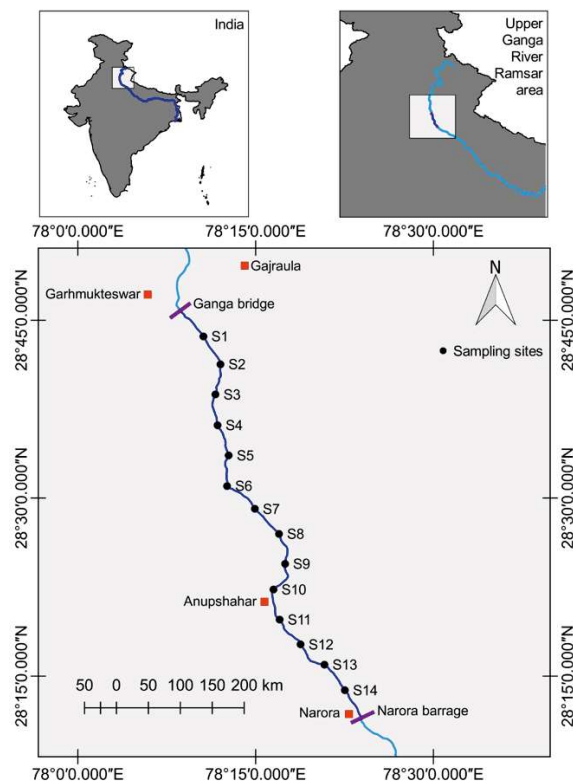 India
Upper
Ganga
River
Ramsar
area
78°0'0.000"E
78°15'0.000"E
78°30'0.000"E
Gajraula
Garhmukteswar
Ganga bridge
N
28°45'0.000"N
28°45'0.000"N
S1
Sampling sites
S2
S3
S4
S5
S6
28°30'0.000"N
28°30'0.000"N
S7
S8
S9
S10
Anupshahar
S11
S12
S13
50 0 50 100 150 200 km
28°15'0.000"N
28°15'0.000"N
S14
Narora
Narora barrage
78°0'0.000"E
78°15'0.000"E
78°30'0.000"E